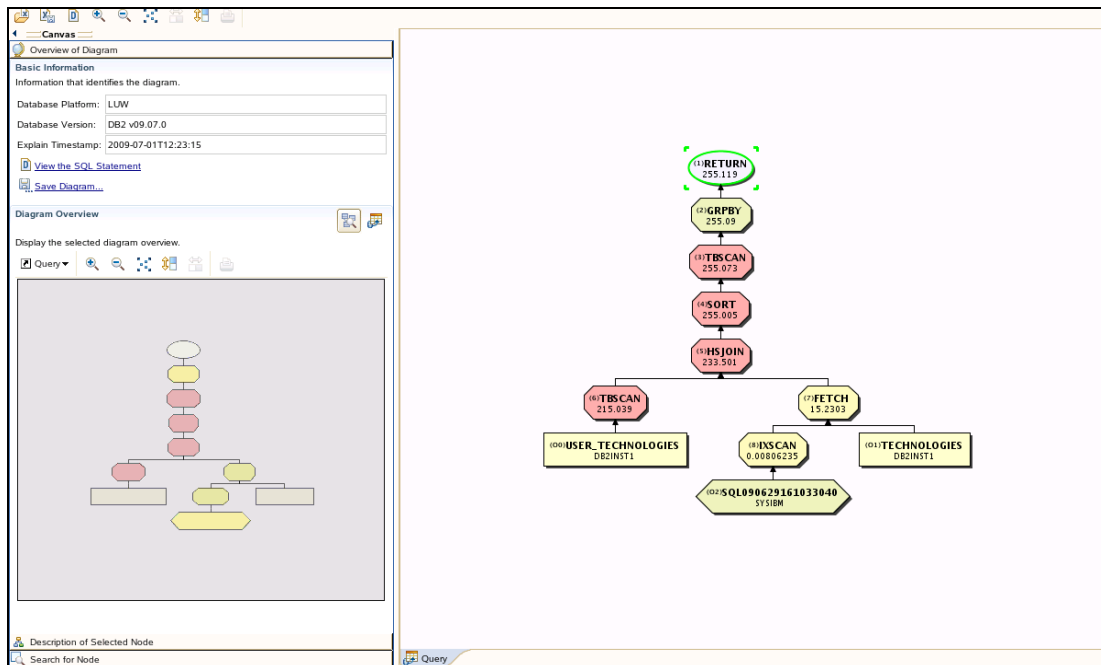 Canvas
Overview of Diagram
Basic Information
Information that identifies the diagram.
Database Platform: LUW
Database Version: DB2 v09.07.0
Explain Timestamp: 2009-07-01T12:23:15
View the SQL Statement
Save Diagram...
Diagram Overview
Display the selected diagram overview.
Query
Description of Selected Node
Search for Node
(1)RETURN
255.119
(2)GRPBY
255.09
(3)TBSCAN
255.073
(4)SORT
255.005
(5)HSJOIN
233.501
(6)TBSCAN
215.039
(7)FETCH
15.2303
(O0)USER_TECHNOLOGIES
DB2INST1
(8)IXSCAN
0.00806235
(O1)TECHNOLOGIES
DB2INST1
(O2)SQL090629161033040
SYSIBM
Query